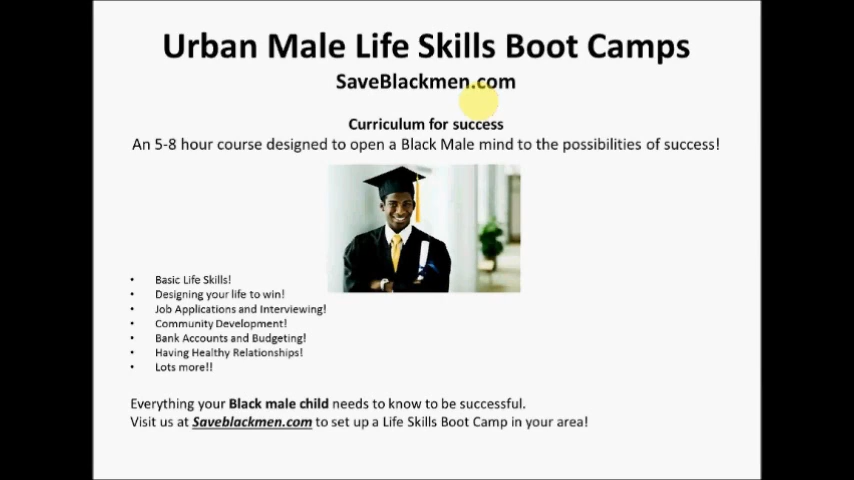 Urban Male Life Skills Boot Camps
SaveBlackmen.com
Curriculum for success
An 5-8 hour course designed to open a Black Male mind to the possibilities of success!
• Basic Life Skills!
• Designing your life to win!
• Job Applications and Interviewing!
• Community Development!
• Bank Accounts and Budgeting!
• Having Healthy Relationships!
• Lots more!!
Everything your Black male child needs to know to be successful.
Visit us at Saveblackmen.com to set up a Life Skills Boot Camp in your area!